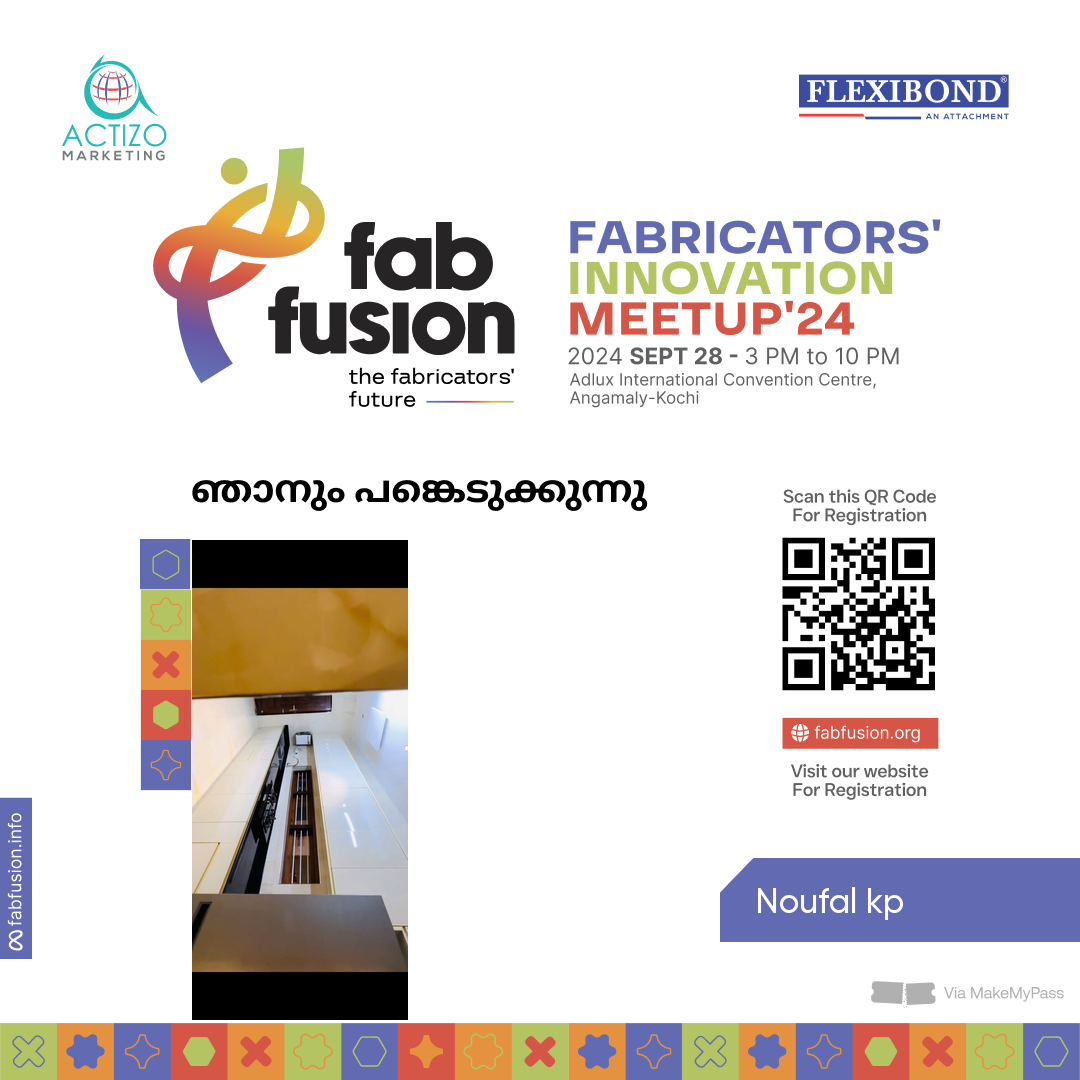 ACTIZO
MARKETING
FLEXIBOND®
AN ATTACHMENT
fab
fusion
the fabricators'
future
FABRICATORS'
INNOVATION
MEETUP'24
2024 SEPT 28 - 3 PM to 10 PM
Adlux International Convention Centre,
Angamaly-Kochi
ഞാനും പങ്കെടുക്കുന്നു
Scan this QR Code
For Registration
fabfusion.org
Visit our website
For Registration
fabfusion.info
Noufal kp
Via MakeMyPass